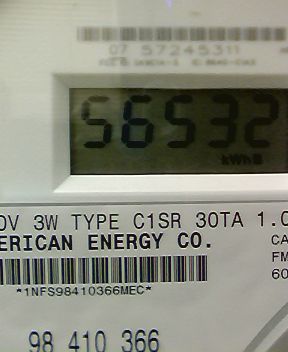 07 57245311
56532
kWh
0V 3W TYPE C1SR 30TA 1.0
ERICAN ENERGY CO.
CA
FM
60
*1NFS98410366MEC*
98 410 366